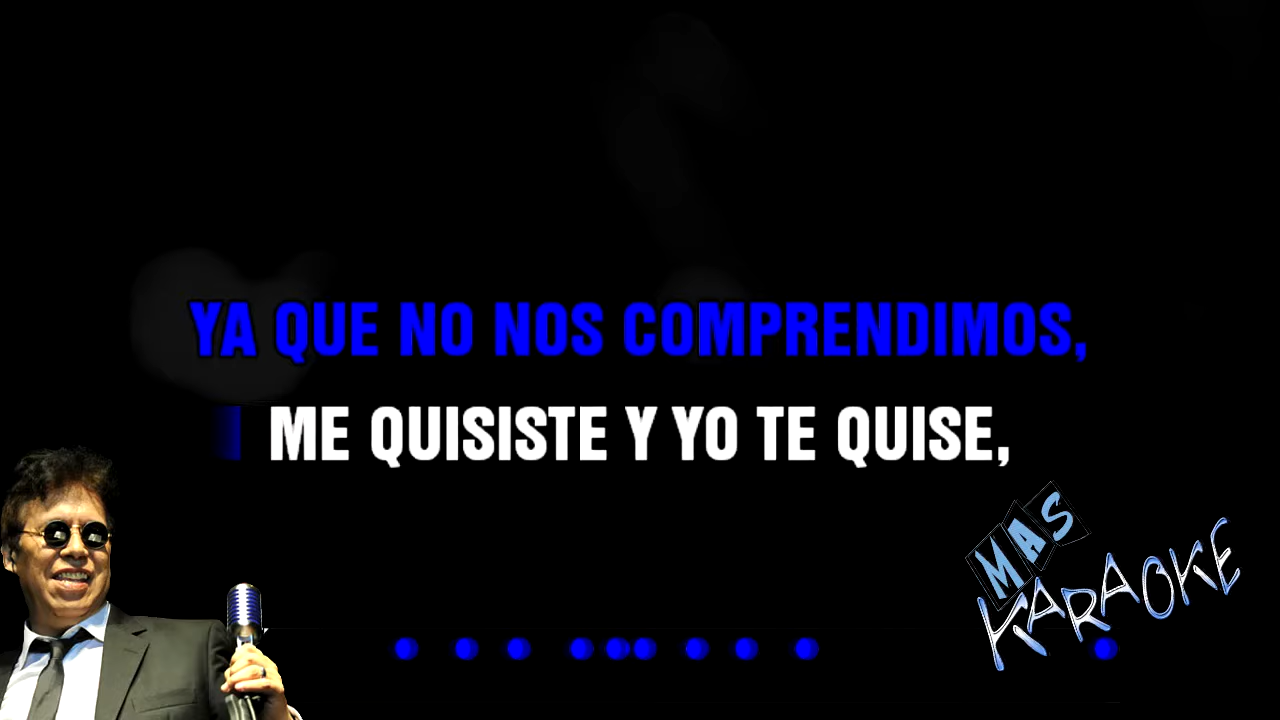 YA QUE NO NOS COMPRENDIMOS,
ME QUISISTE Y YO TE QUISE,
MAS
KARAOKE